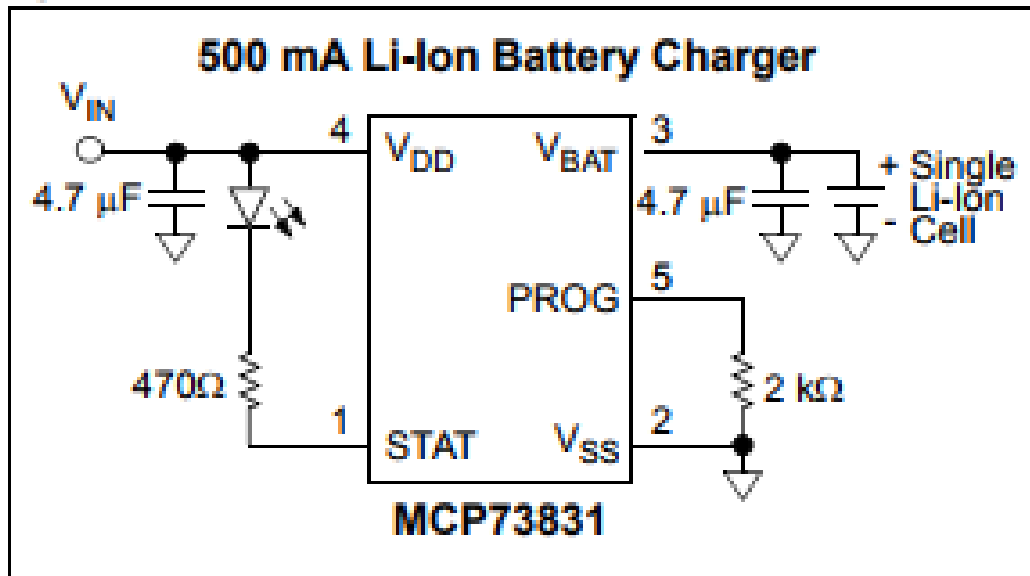 500 mA Li-Ion Battery Charger
VIN
4
VDD
VBAT
3
4.7 μF
4.7 μF
+ Single
Li-Ion
- Cell
PROG
5
470Ω
2 kΩ
1
STAT
VSS
2
MCP73831